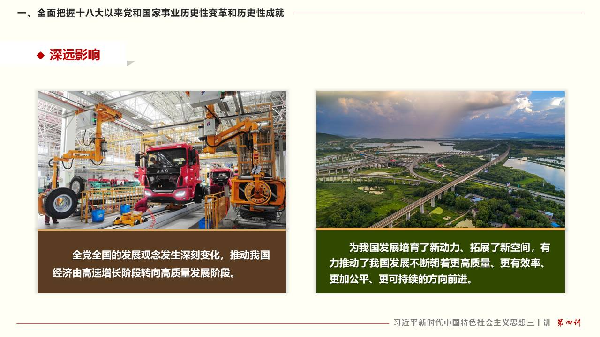 一、全面把握十八大以来党和国家事业历史性变革和历史性成就
深远影响
全党全国的发展观念发生深刻变化，推动我国
经济由高速增长阶段转向高质量发展阶段。
为我国发展培育了新动力、拓展了新空间，有
力推动了我国发展不断朝着更高质量、更有效率、
更加公平、更可持续的方向前进。
习近平新时代中国特色社会主义思想三十讲 第四讲